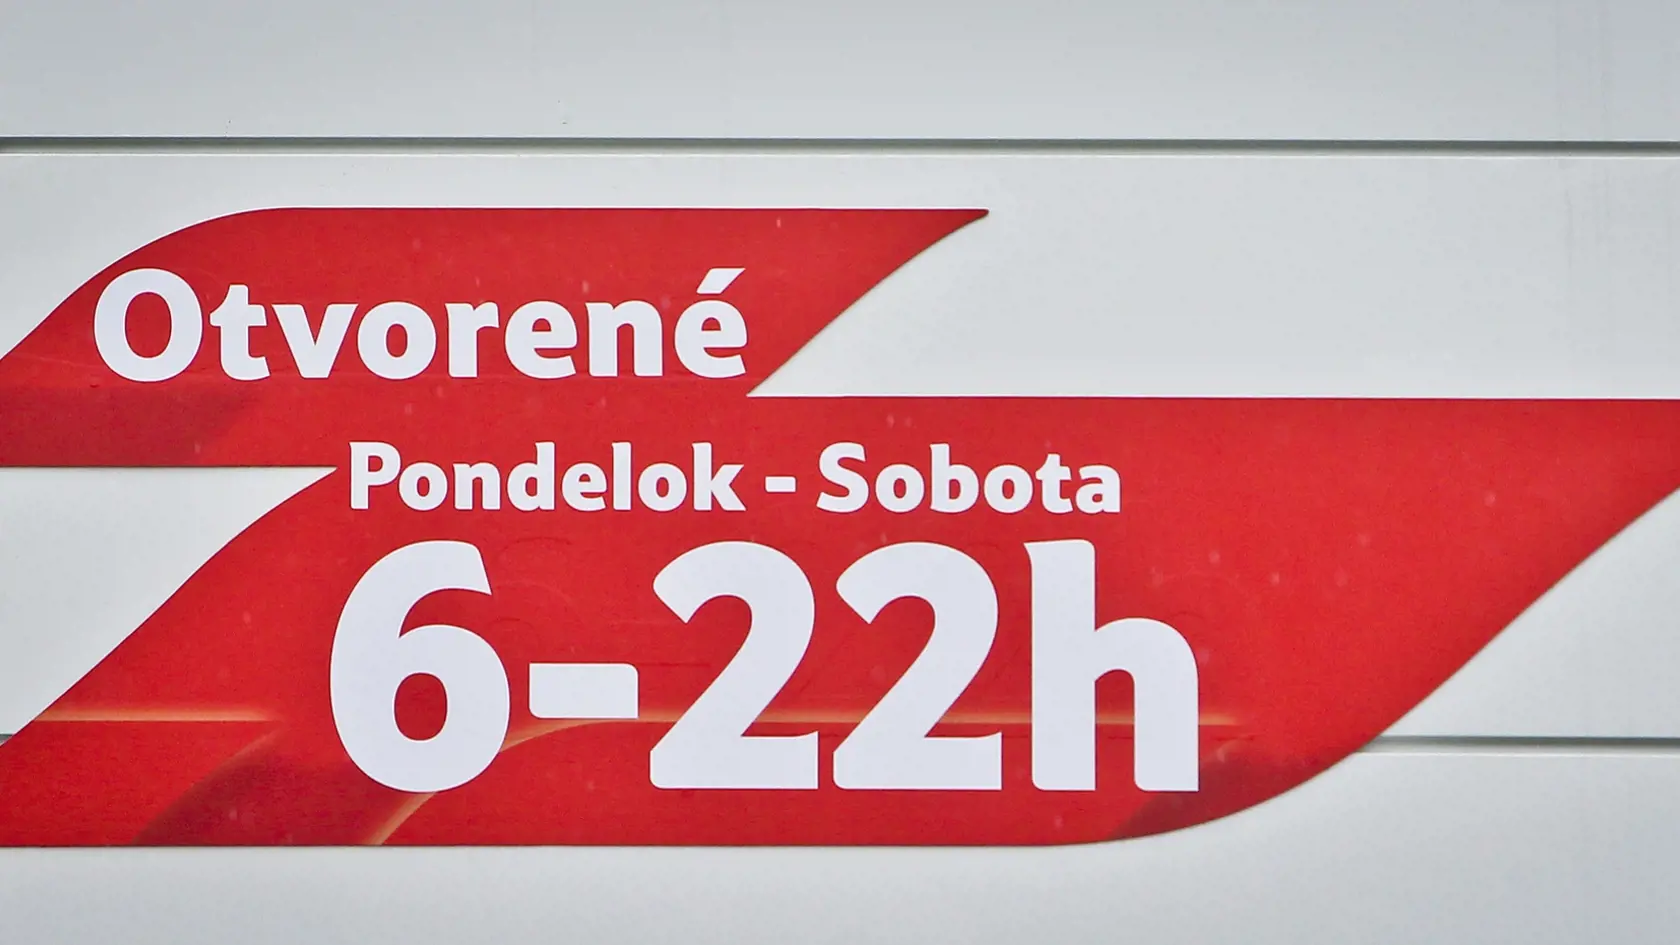 Otvorené
Pondelok - Sobota
6-22h